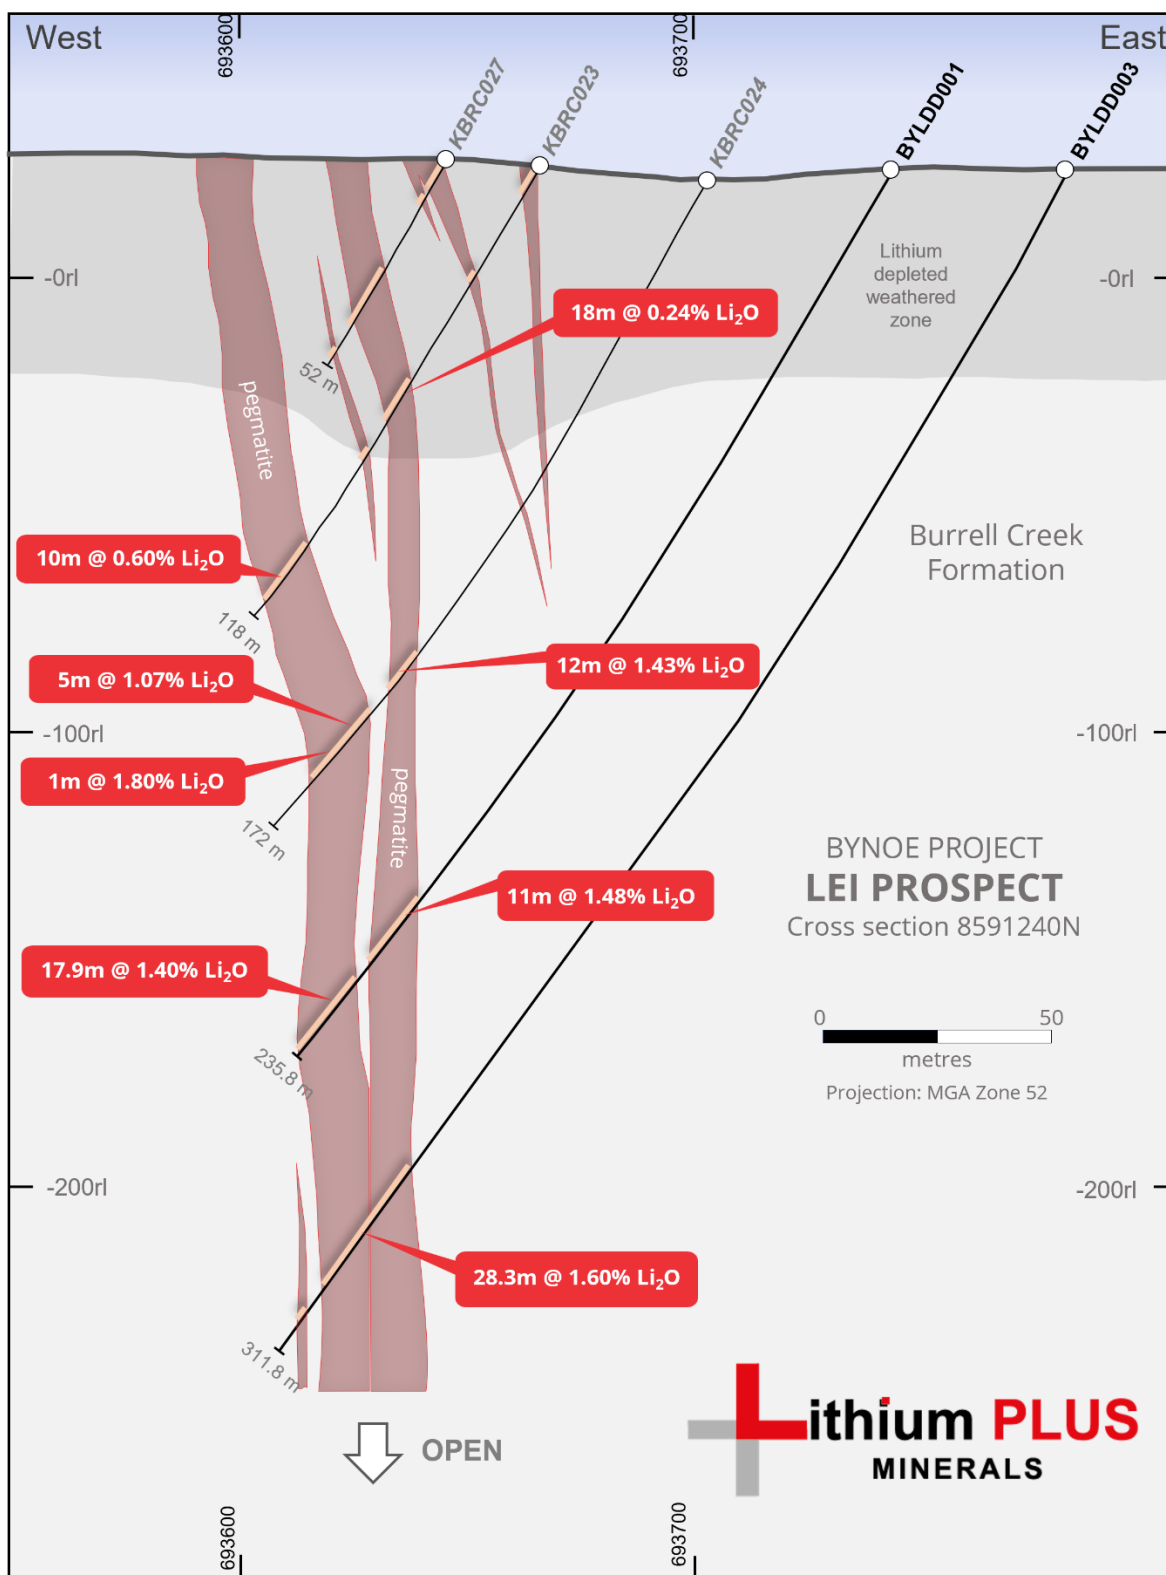 West
East
693600
693700
KBRC027
KBRC023
KBRC024
BYLDD001
BYLDD003
-0rl
-0rl
Lithium
depleted
weathered
zone
18m @ 0.24% Li₂O
52 m
pegmatite
Burrell Creek
Formation
10m @ 0.60% Li₂O
118 m
12m @ 1.43% Li₂O
5m @ 1.07% Li₂O
-100rl
-100rl
1m @ 1.80% Li₂O
pegmatite
172 m
BYNOE PROJECT
LEI PROSPECT
Cross section 8591240N
11m @ 1.48% Li₂O
17.9m @ 1.40% Li₂O
0 50
metres
Projection: MGA Zone 52
235.8 m
-200rl
-200rl
28.3m @ 1.60% Li₂O
311.8 m
OPEN
Lithium PLUS
MINERALS
693600
693700